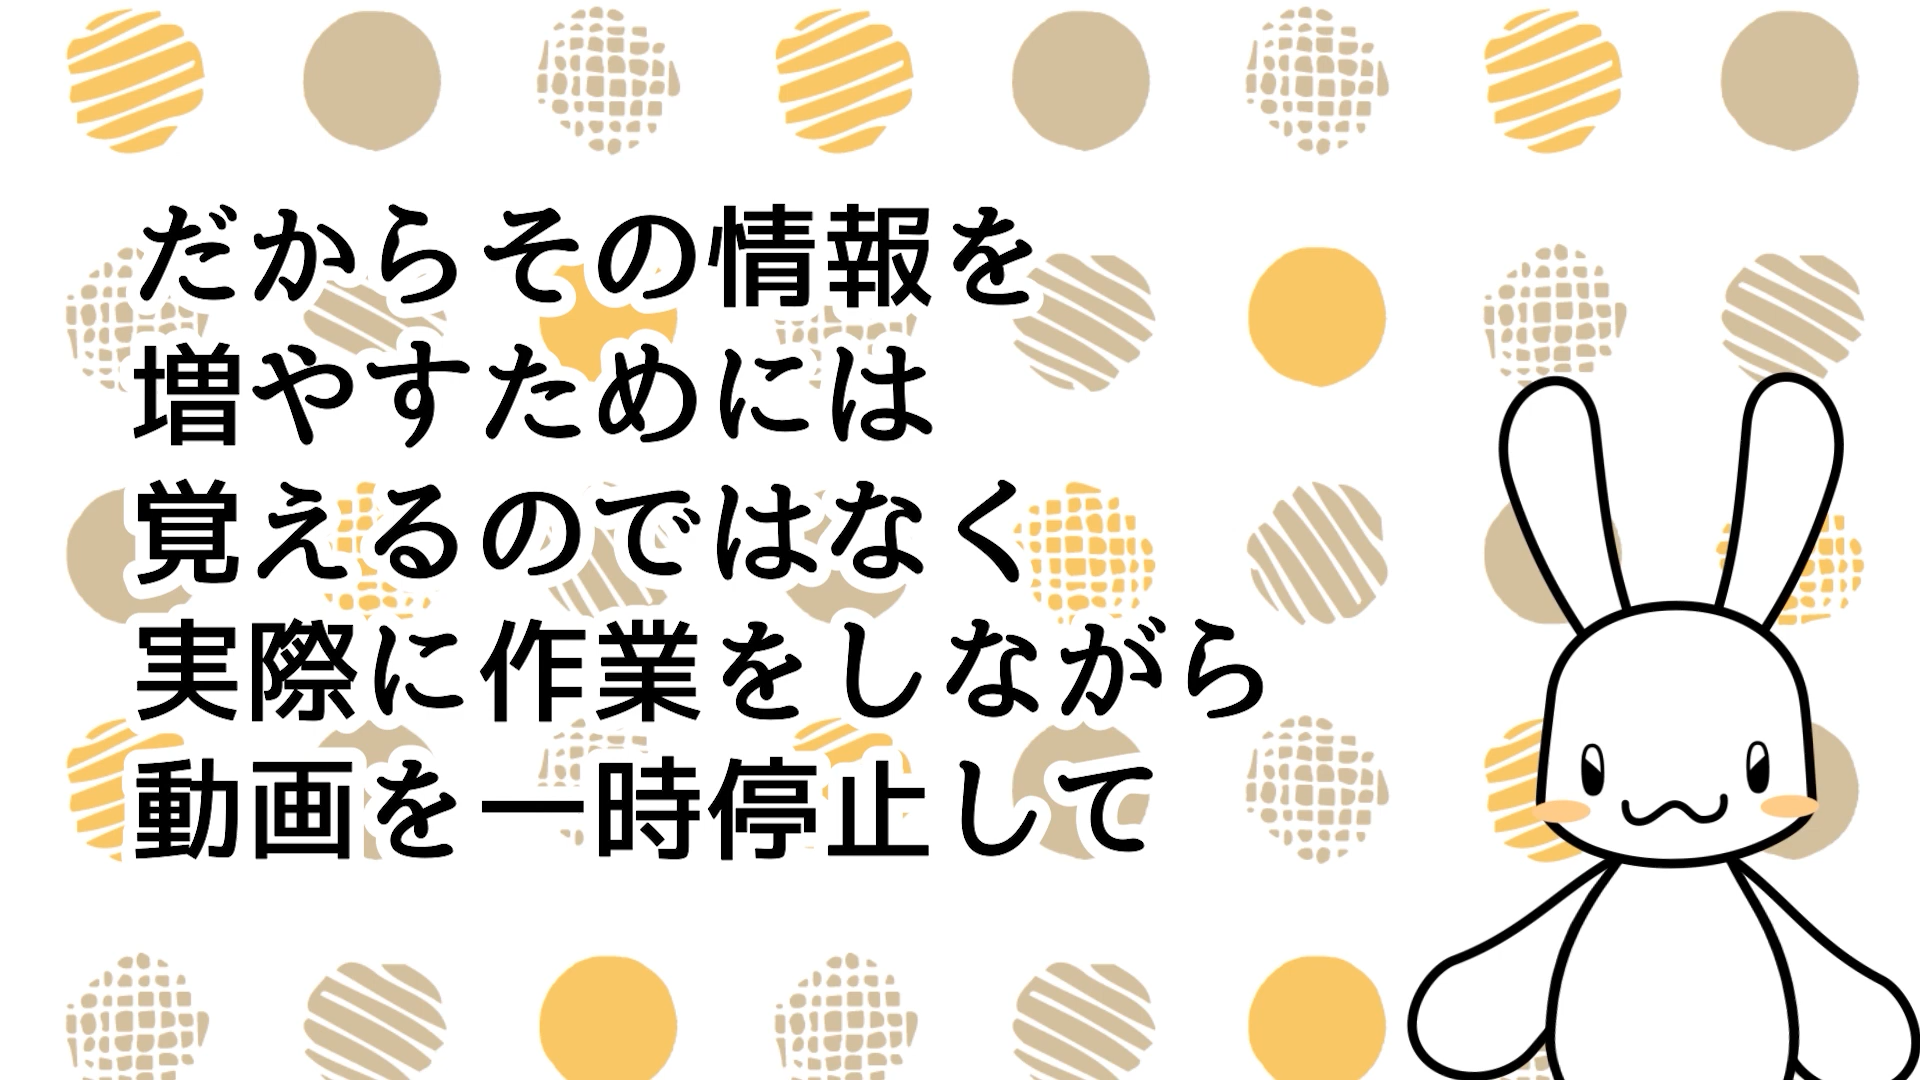 だからその情報を
増やすためには
覚えるのではなく
実際に作業をしながら
動画を一時停止して